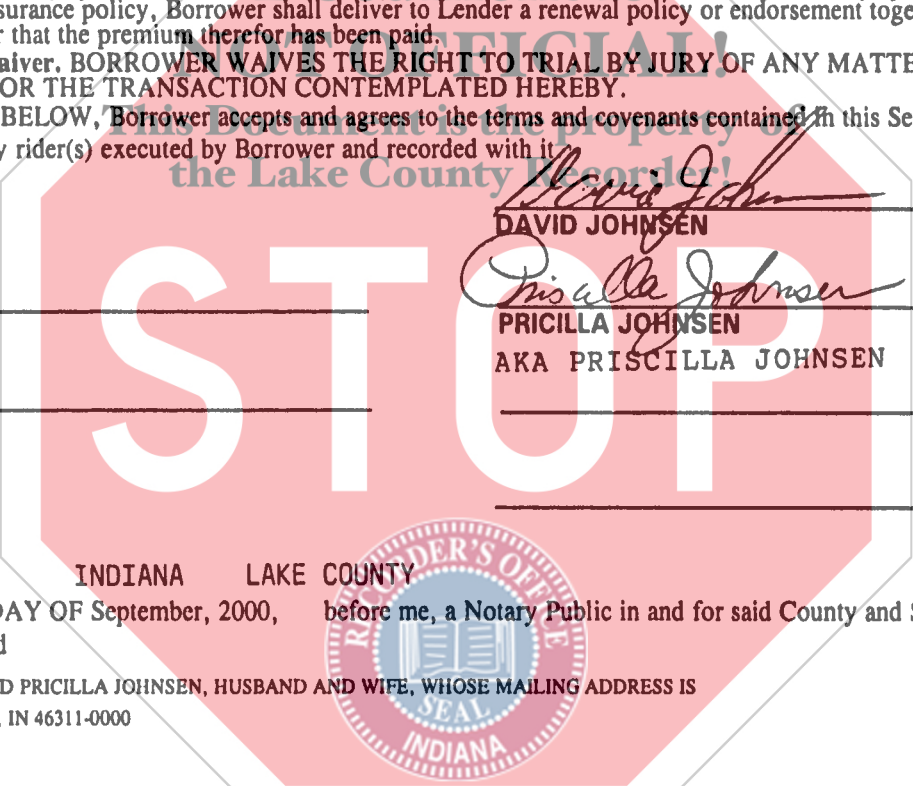 surance policy, Borrower shall deliver to Lender a renewal policy or endorsement toge
r that the premium therefor has been paid.
NOT OFFICIAL!
aiver. BORROWER WAIVES THE RIGHT TO TRIAL BY JURY OF ANY MATTE
OR THE TRANSACTION CONTEMPLATED HEREBY.
This Document is the property of
BELOW, Borrower accepts and agrees to the terms and covenants contained in this Se
y rider(s) executed by Borrower and recorded with it
the Lake County Recorder!
David Johnsen
DAVID JOHNSEN
Priscilla Johnsen
PRICILLA JOHNSEN
AKA PRISCILLA JOHNSEN
STOP
INDIANA LAKE COUNTY
DAY OF September, 2000, before me, a Notary Public in and for said County and S
d
D PRICILLA JOHNSEN, HUSBAND AND WIFE, WHOSE MAILING ADDRESS IS
, IN 46311-0000
RECORDER'S OFFICE
SEAL
INDIANA